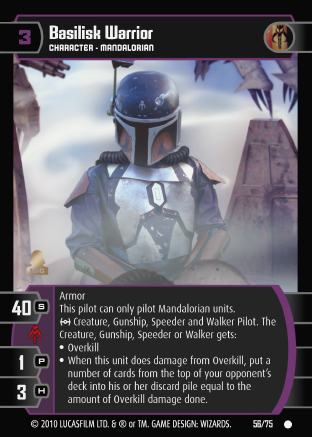 3
Basilisk Warrior
CHARACTER - MANDALORIAN
40 S
1 P
3 H
Armor
This pilot can only pilot Mandalorian units.
Creature, Gunship, Speeder and Walker Pilot. The
Creature, Gunship, Speeder or Walker gets:
• Overkill
• When this unit does damage from Overkill, put a
number of cards from the top of your opponent's
deck into his or her discard pile equal to the
amount of Overkill damage done.
© 2010 LUCASFILM LTD. & ® or TM. GAME DESIGN: WIZARDS.
56/75